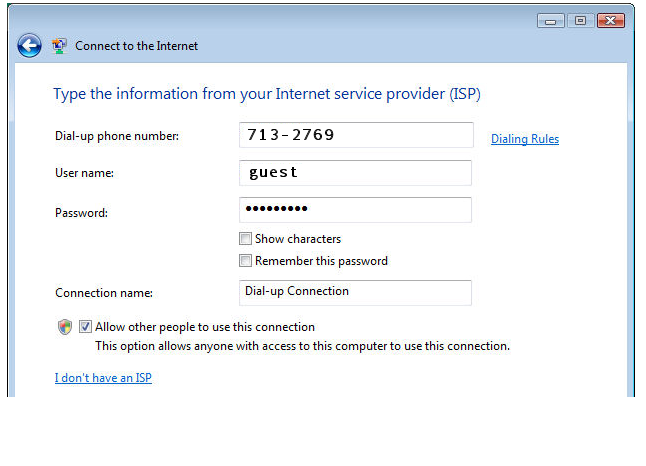 Connect to the Internet
Type the information from your Internet service provider (ISP)
Dial-up phone number: 713-2769 Dialing Rules
User name: guest
Password: •••••••••
Show characters
Remember this password
Connection name: Dial-up Connection
Allow other people to use this connection
This option allows anyone with access to this computer to use this connection.
I don't have an ISP